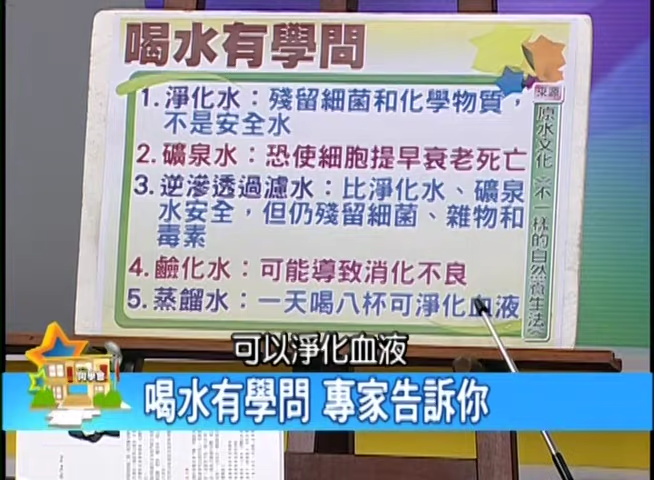 喝水有學問
1. 淨化水：殘留細菌和化學物質，
不是安全水
2. 礦泉水：恐使細胞提早衰老死亡
3. 逆滲透過濾水：比淨化水、礦泉
水安全，但仍殘留細菌、雜物和
毒素
4. 鹼化水：可能導致消化不良
5. 蒸餾水：一天喝八杯可淨化血液
來源
原水文化《不一樣的自然養生法》
可以淨化血液
喝水有學問 專家告訴你